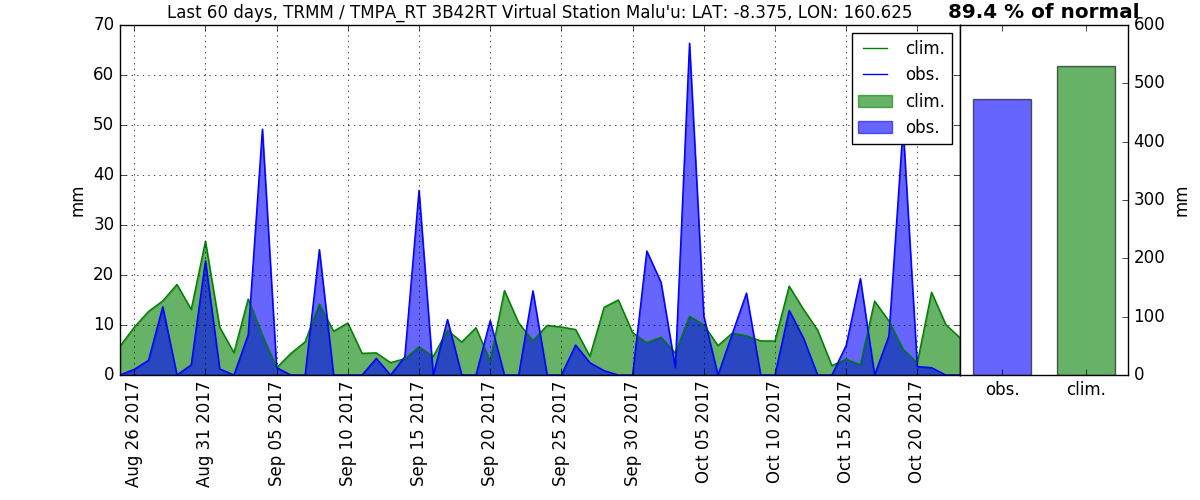 Last 60 days, TRMM / TMPA_RT 3B42RT Virtual Station Malu'u: LAT: -8.375, LON: 160.625
89.4 % of normal
70
60
50
40
30
20
10
0
mm
clim.
obs.
clim.
obs.
600
500
400
300
200
100
0
mm
obs.
clim.
Aug 26 2017
Aug 31 2017
Sep 05 2017
Sep 10 2017
Sep 15 2017
Sep 20 2017
Sep 25 2017
Sep 30 2017
Oct 05 2017
Oct 10 2017
Oct 15 2017
Oct 20 2017